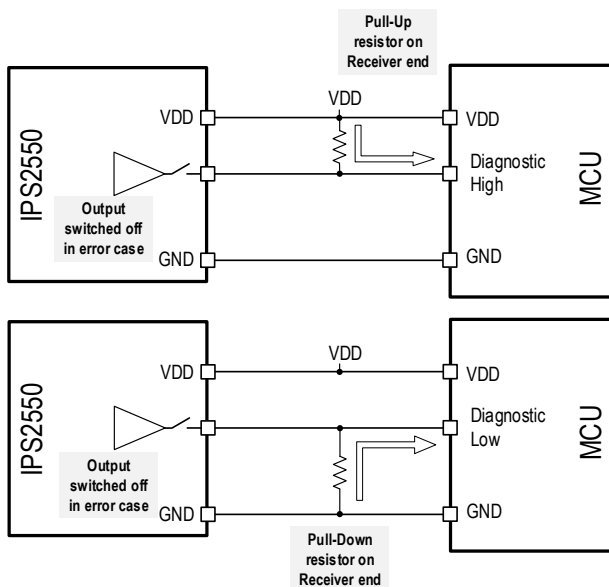 Pull-Up
resistor on
Receiver end
VDD
VDD
VDD
IPS2550
Diagnostic
High
MCU
Output
switched off
in error case
GND
GND
VDD
VDD
VDD
IPS2550
Diagnostic
Low
MCU
Output
switched off
in error case
GND
GND
Pull-Down
resistor on
Receiver end